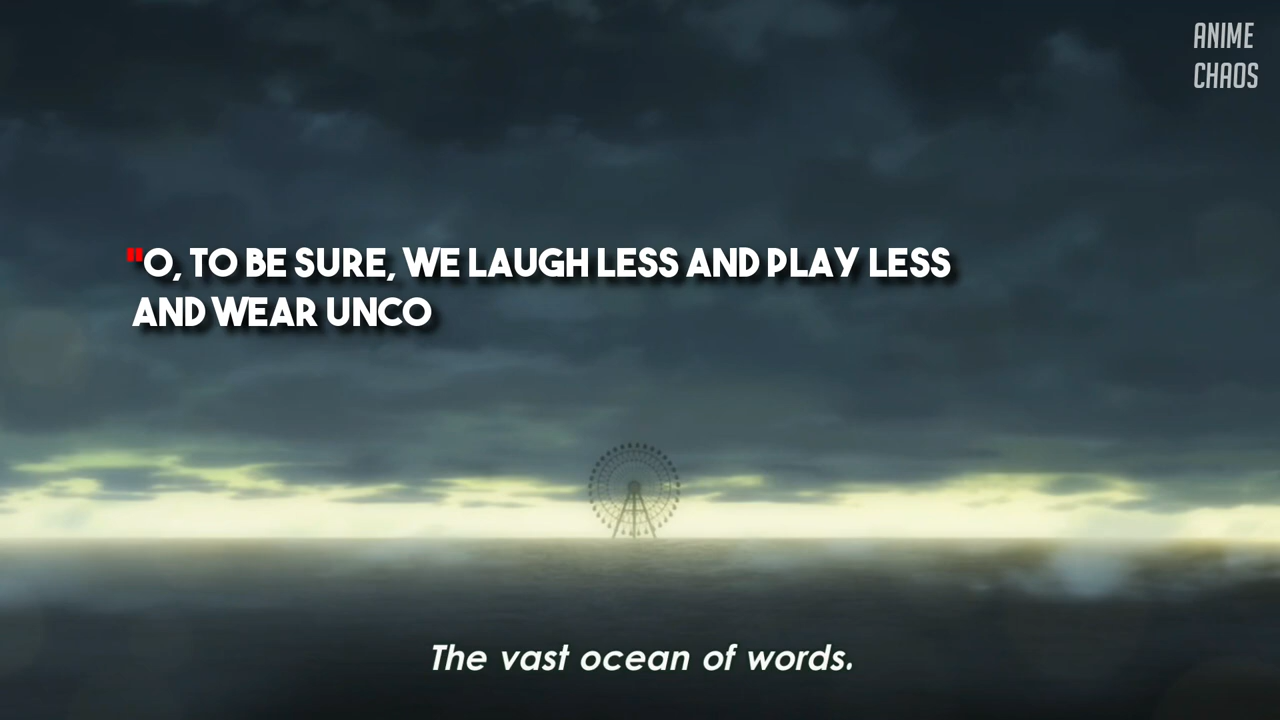 ANIME
CHAOS
"O, TO BE SURE, WE LAUGH LESS AND PLAY LESS
AND WEAR UNCO
The vast ocean of words.